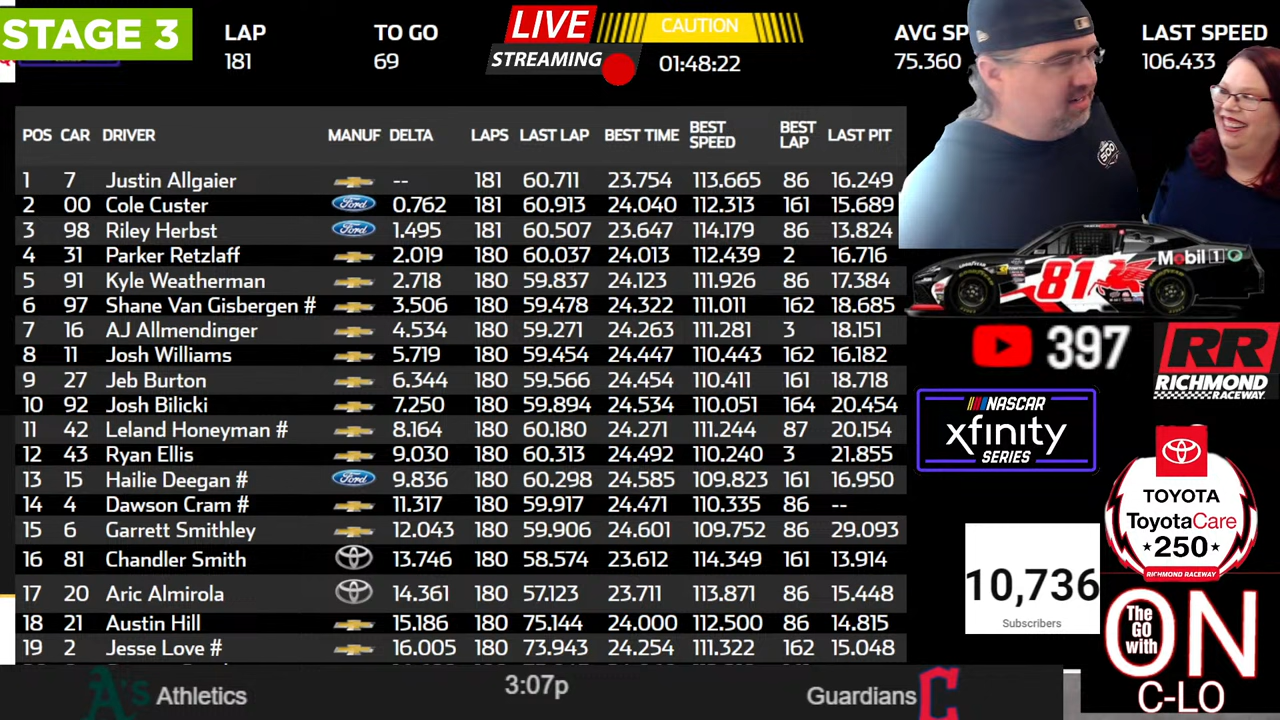 STAGE 3
LAP
181
TO GO
69
LIVE
STREAMING
CAUTION
01:48:22
AVG SP
75.360
LAST SPEED
106.433
POS CAR DRIVER MANUF DELTA LAPS LAST LAP BEST TIME BEST SPEED BEST LAP LAST PIT
1 7 Justin Allgaier -- 181 60.711 23.754 113.665 86 16.249
2 00 Cole Custer Ford 0.762 181 60.913 24.040 112.313 161 15.689
3 98 Riley Herbst Ford 1.495 181 60.507 23.647 114.179 86 13.824
4 31 Parker Retzlaff 2.019 180 60.037 24.013 112.439 2 16.716
5 91 Kyle Weatherman 2.718 180 59.837 24.123 111.926 86 17.384
6 97 Shane Van Gisbergen # 3.506 180 59.478 24.322 111.011 162 18.685
7 16 AJ Allmendinger 4.534 180 59.271 24.263 111.281 3 18.151
8 11 Josh Williams 5.719 180 59.454 24.447 110.443 162 16.182
9 27 Jeb Burton 6.344 180 59.566 24.454 110.411 161 18.718
10 92 Josh Bilicki 7.250 180 59.894 24.534 110.051 164 20.454
11 42 Leland Honeyman # 8.164 180 60.180 24.271 111.244 87 20.154
12 43 Ryan Ellis 9.030 180 60.313 24.492 110.240 3 21.855
13 15 Hailie Deegan # Ford 9.836 180 60.298 24.585 109.823 161 16.950
14 4 Dawson Cram # 11.317 180 59.917 24.471 110.335 86 --
15 6 Garrett Smithley 12.043 180 59.906 24.601 109.752 86 29.093
16 81 Chandler Smith 13.746 180 58.574 23.612 114.349 161 13.914
17 20 Aric Almirola 14.361 180 57.123 23.711 113.871 86 15.448
18 21 Austin Hill 15.186 180 75.144 24.000 112.500 86 14.815
19 2 Jesse Love # 16.005 180 73.943 24.254 111.322 162 15.048
500
Mobil 1
81
397
RR
RICHMOND
RACEWAY
NASCAR
xfinity
SERIES
TOYOTA
ToyotaCare
250
RICHMOND RACEWAY
10,736
Subscribers
The
GO
with
ON
C-LO
A's Athletics
3:07p
Guardians C